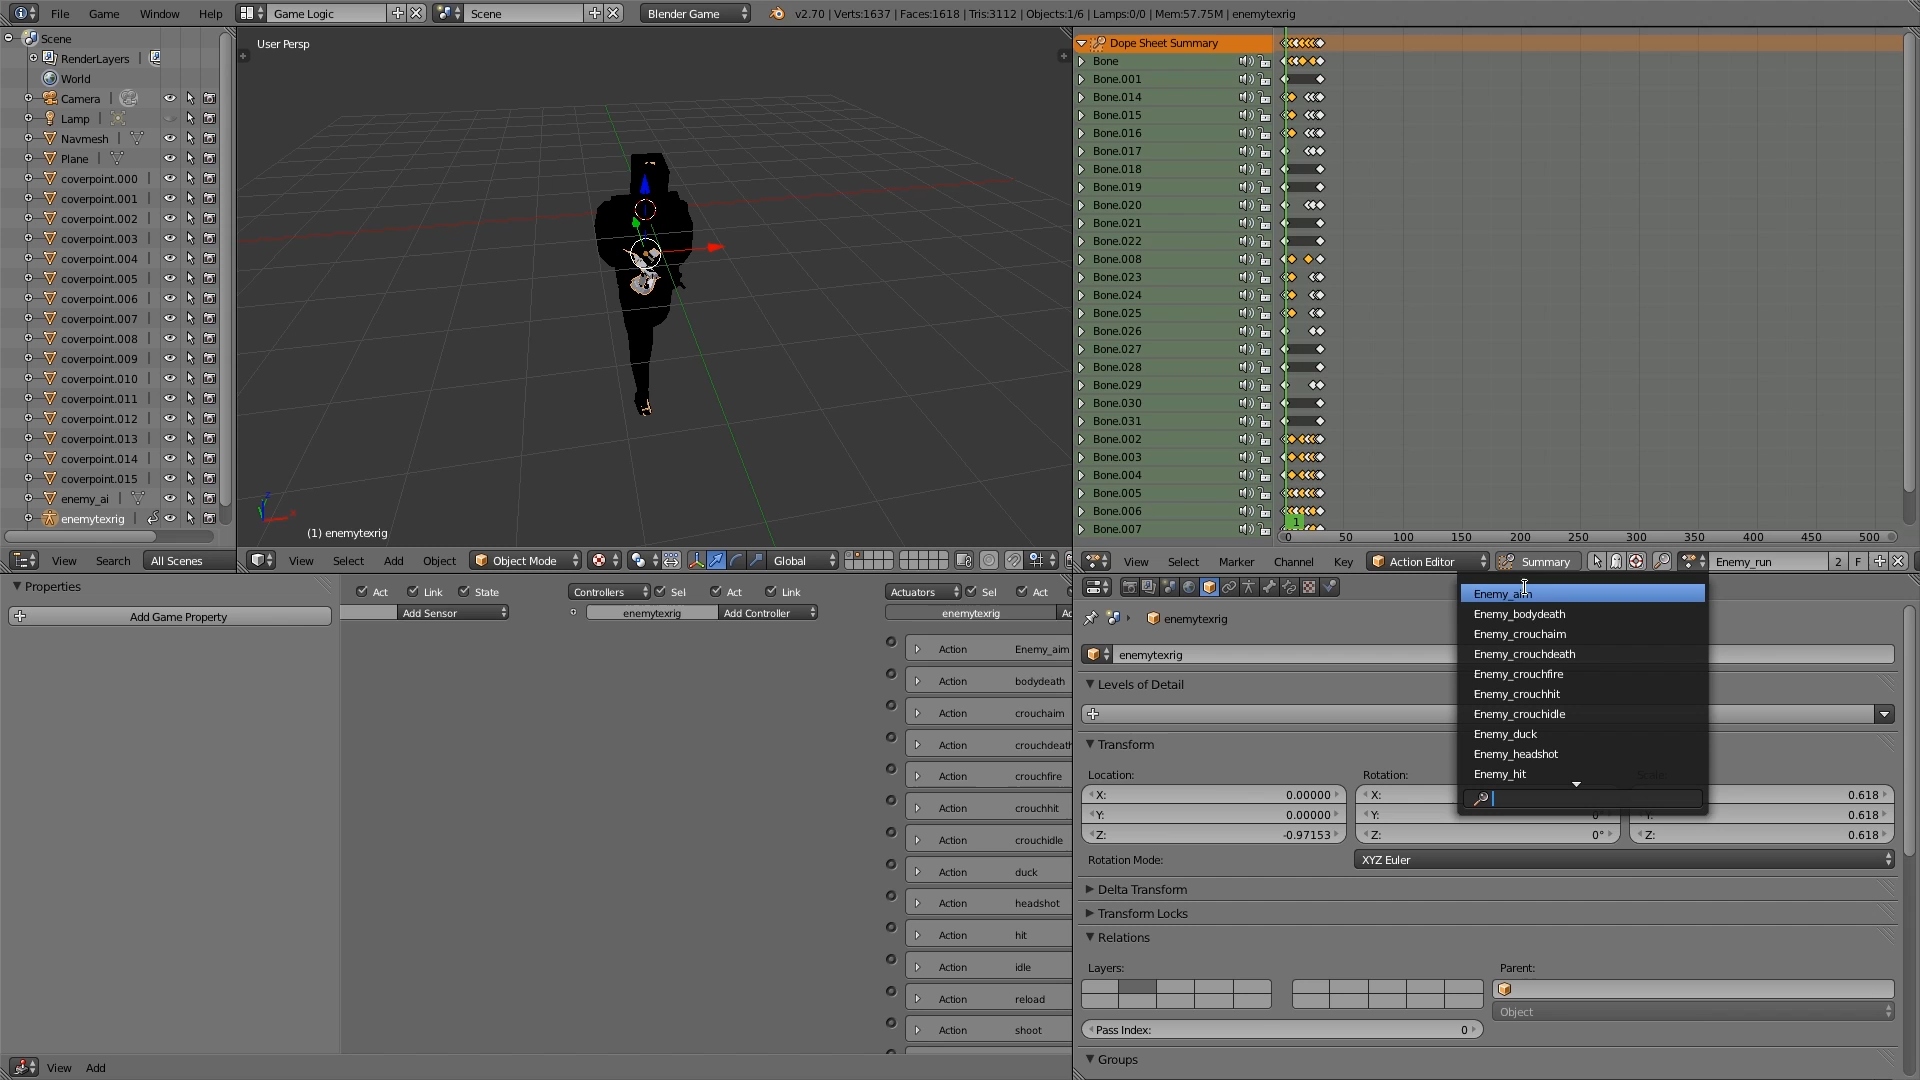 File Game Window Help Game Logic Scene Blender Game v2.70 | Verts:1637 | Faces:1618 | Tris:3112 | Objects:1/6 | Lamps:0/0 | Mem:57.75M | enemytexrig
Scene
RenderLayers
World
Camera
Lamp
Navmesh
Plane
coverpoint.000
coverpoint.001
coverpoint.002
coverpoint.003
coverpoint.004
coverpoint.005
coverpoint.006
coverpoint.007
coverpoint.008
coverpoint.009
coverpoint.010
coverpoint.011
coverpoint.012
coverpoint.013
coverpoint.014
coverpoint.015
enemy_ai
enemytexrig
View Search All Scenes
User Persp
(1) enemytexrig
View Select Add Object Object Mode Global
Dope Sheet Summary
Bone
Bone.001
Bone.014
Bone.015
Bone.016
Bone.017
Bone.018
Bone.019
Bone.020
Bone.021
Bone.022
Bone.008
Bone.023
Bone.024
Bone.025
Bone.026
Bone.027
Bone.028
Bone.029
Bone.030
Bone.031
Bone.002
Bone.003
Bone.004
Bone.005
Bone.006
Bone.007
1
0 50 100 150 200 250 300 350 400 450 500
View Select Marker Channel Key Action Editor Summary Enemy_run 2 F
Properties
Add Game Property
Act Link State
Add Sensor
Controllers Sel Act Link
enemytexrig Add Controller
Actuators Sel Act
enemytexrig
Action Enemy_aim
Action bodydeath
Action crouchaim
Action crouchdeath
Action crouchfire
Action crouchhit
Action crouchidle
Action duck
Action headshot
Action hit
Action idle
Action reload
Action shoot
View Add
enemytexrig
enemytexrig
Levels of Detail
Transform
Location: Rotation:
X: 0.00000 X: 0.618
Y: 0.00000 Y: 0° Y: 0.618
Z: -0.97153 Z: 0° Z: 0.618
Rotation Mode: XYZ Euler
Delta Transform
Transform Locks
Relations
Layers: Parent:
Object
Pass Index: 0
Groups
Enemy_aim
Enemy_bodydeath
Enemy_crouchaim
Enemy_crouchdeath
Enemy_crouchfire
Enemy_crouchhit
Enemy_crouchidle
Enemy_duck
Enemy_headshot
Enemy_hit